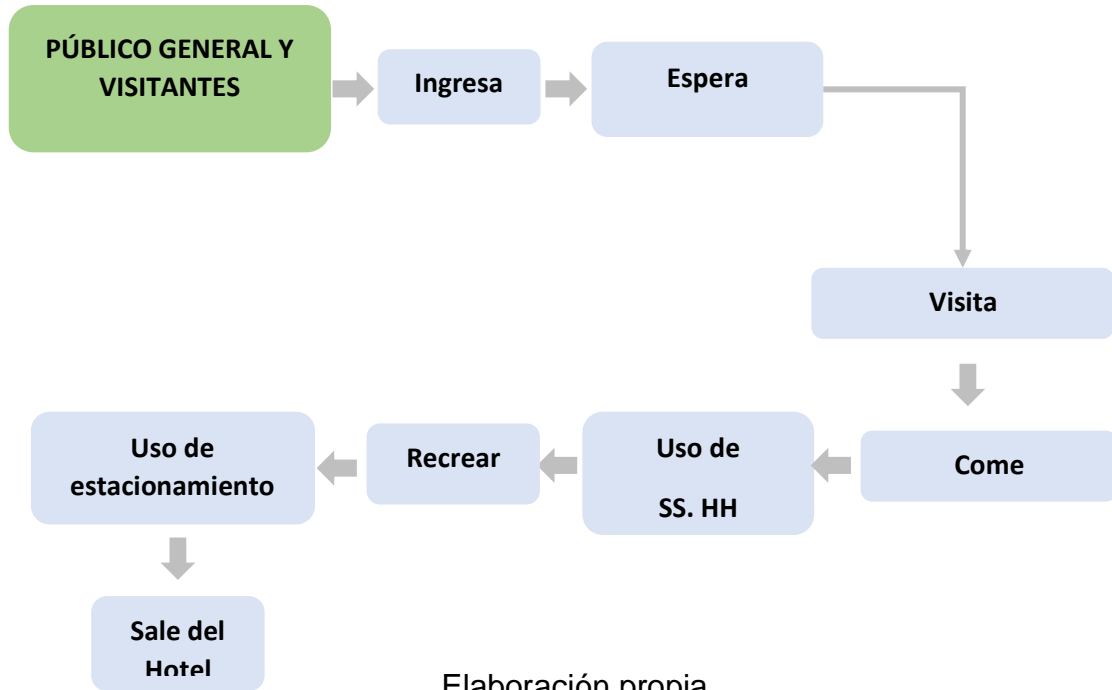 PÚBLICO GENERAL Y
VISITANTES
Ingresa
Espera
Visita
Come
Uso de
SS. HH
Recrear
Uso de
estacionamiento
Sale del
Hotel
Elaboración propia